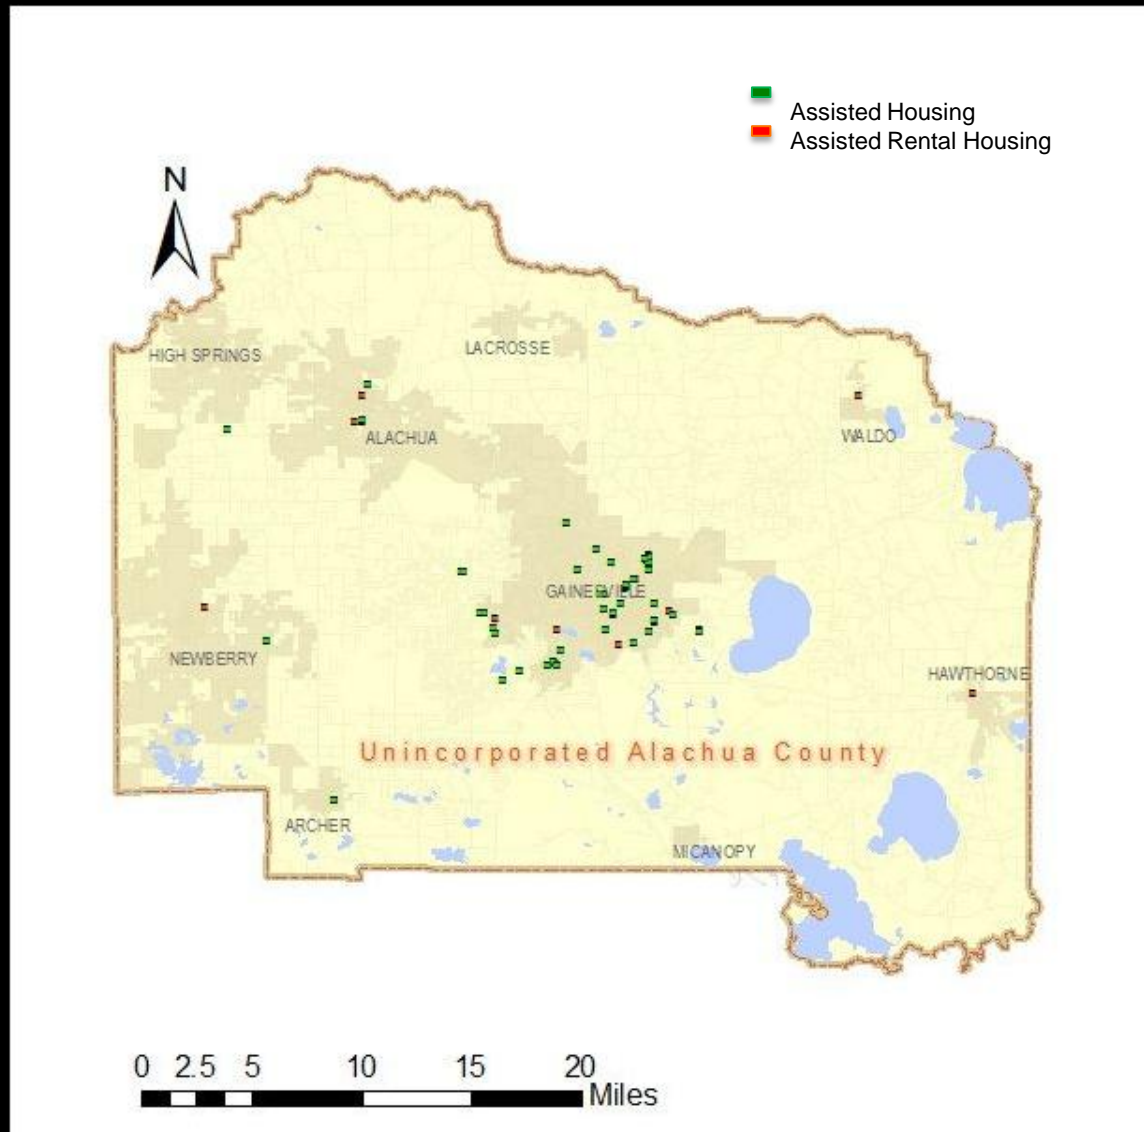 Assisted Housing
Assisted Rental Housing
N
HIGH SPRINGS
LACROSSE
ALACHUA
WALDO
GAINESVILLE
NEWBERRY
HAWTHORNE
Unincorporated Alachua County
ARCHER
MICANOPY
0 2.5 5 10 15 20
Miles